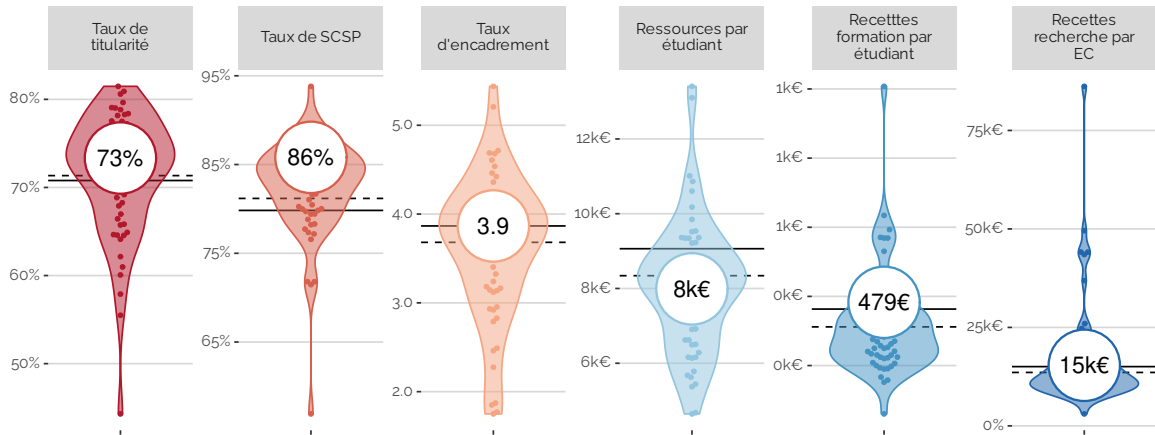 Taux de
titularité
Taux de SCSP
Taux
d'encadrement
Ressources par
étudiant
Recetttes
formation par
étudiant
Recettes
recherche par
EC
80%
70%
60%
50%
73%
95%
85%
75%
65%
86%
5.0
4.0
3.0
2.0
3.9
12k€
10k€
8k€
6k€
8k€
1k€
1k€
1k€
0k€
0k€
479€
75k€
50k€
25k€
0%
15k€